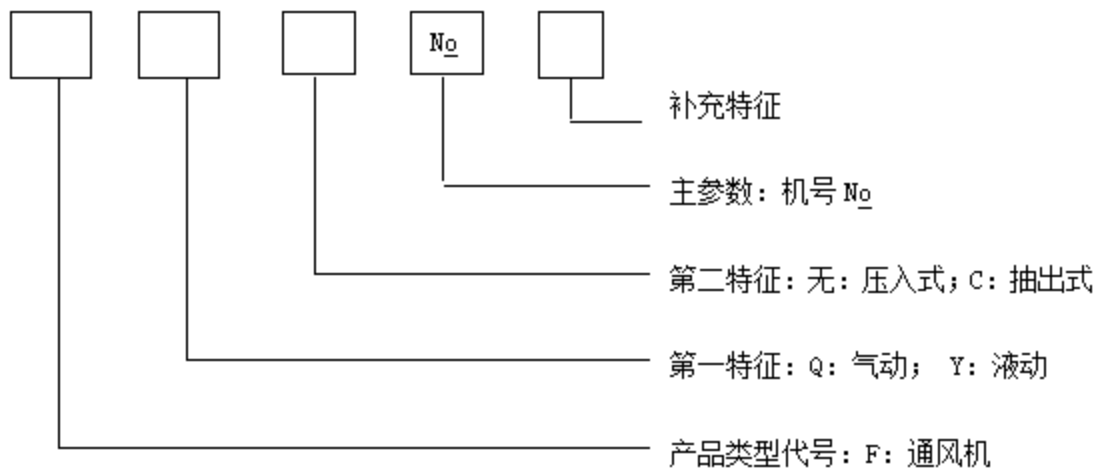 No
补充特征
主参数：机号 No
第二特征：无：压入式；C：抽出式
第一特征：Q：气动； Y：液动
产品类型代号：F：通风机